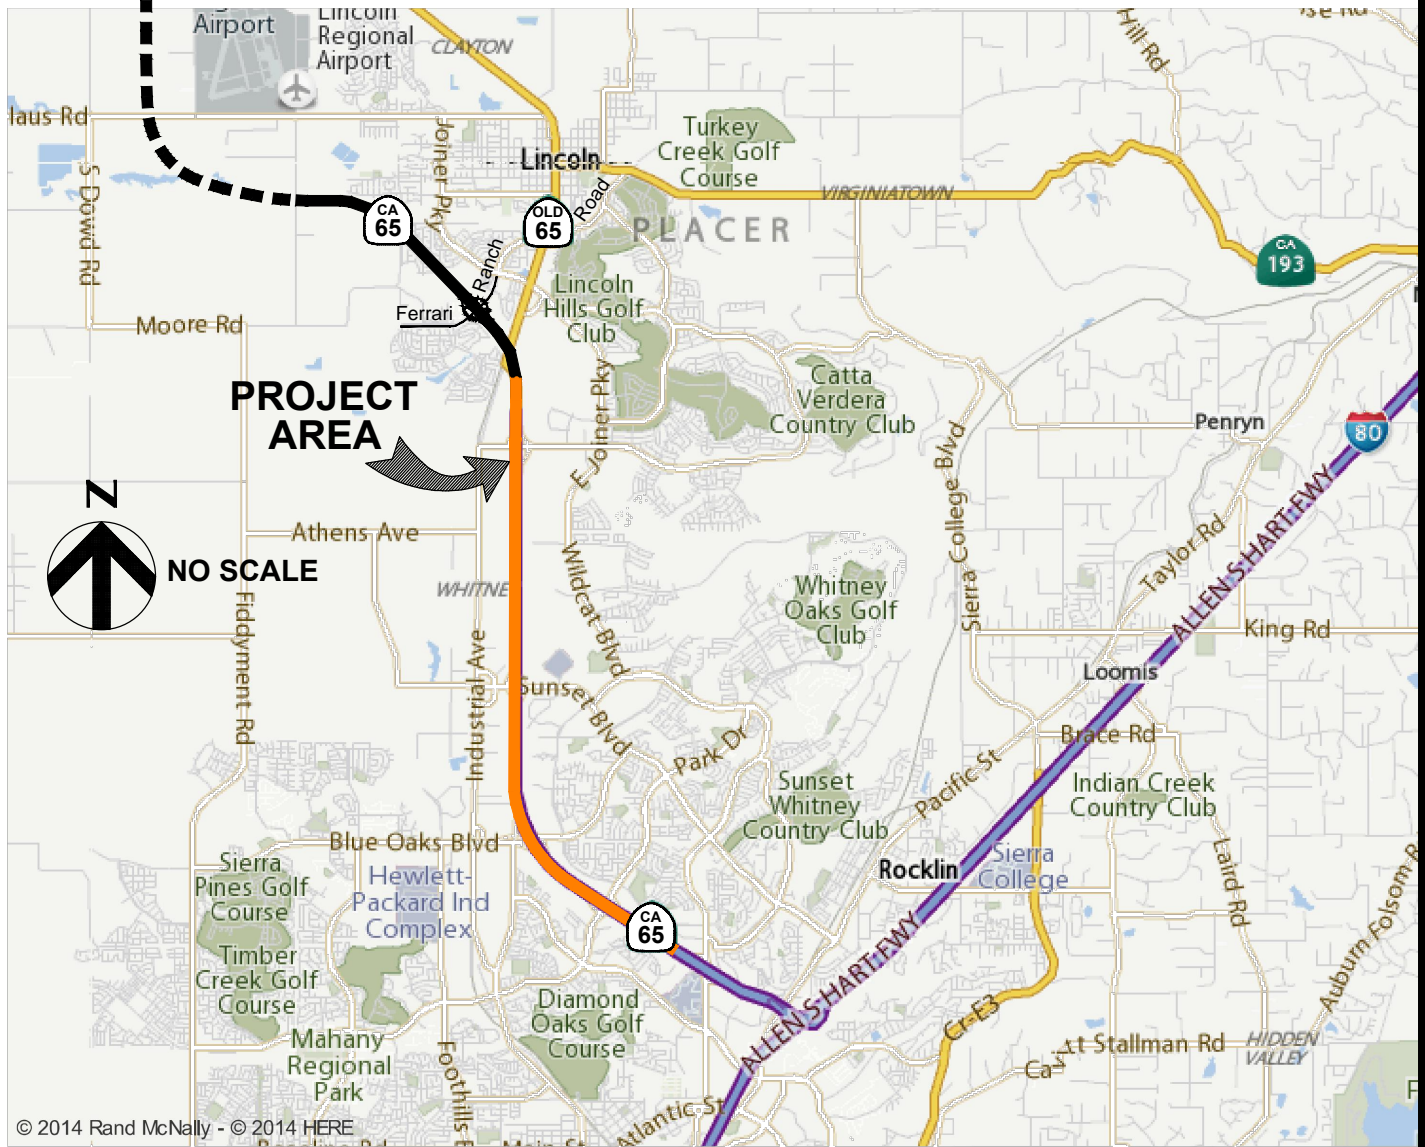 Airport
Lincoln
Regional
Airport
CLAYTON
Hill Rd
Joiner Pky
S Dowd Rd
Turkey
Creek Golf
Course
Lincoln
VIRGINIATOWN
CA
65
OLD
65
Road
PLACER
CA
193
Ranch
Ferrari
Lincoln
Hills Golf
Club
Moore Rd
PROJECT
AREA
E Joiner Pky
Catta
Verdera
Country Club
Penryn
80
Sierra College Blvd
N
NO SCALE
Athens Ave
Taylor Rd
ALLEN S HART FWY
WHITNE
Wildcat Blvd
Whitney
Oaks Golf
Club
Fiddyment Rd
King Rd
Industrial Ave
Loomis
Sunset Blvd
Park Dr
Brace Rd
Pacific St
Sunset
Whitney
Country Club
Indian Creek
Country Club
Blue Oaks Blvd
Sierra
Pines Golf
Course
Hewlett-
Packard Ind
Complex
Rocklin
Sierra
College
Laird Rd
CA
65
ALLEN S HART FWY
Timber
Creek Golf
Course
Diamond
Oaks Golf
Course
Cr-E3
Mahany
Regional
Park
tt Stallman Rd
HIDDEN
VALLEY
Auburn Folsom R
Foothills
Atlantic St
Main St
© 2014 Rand McNally - © 2014 HERE